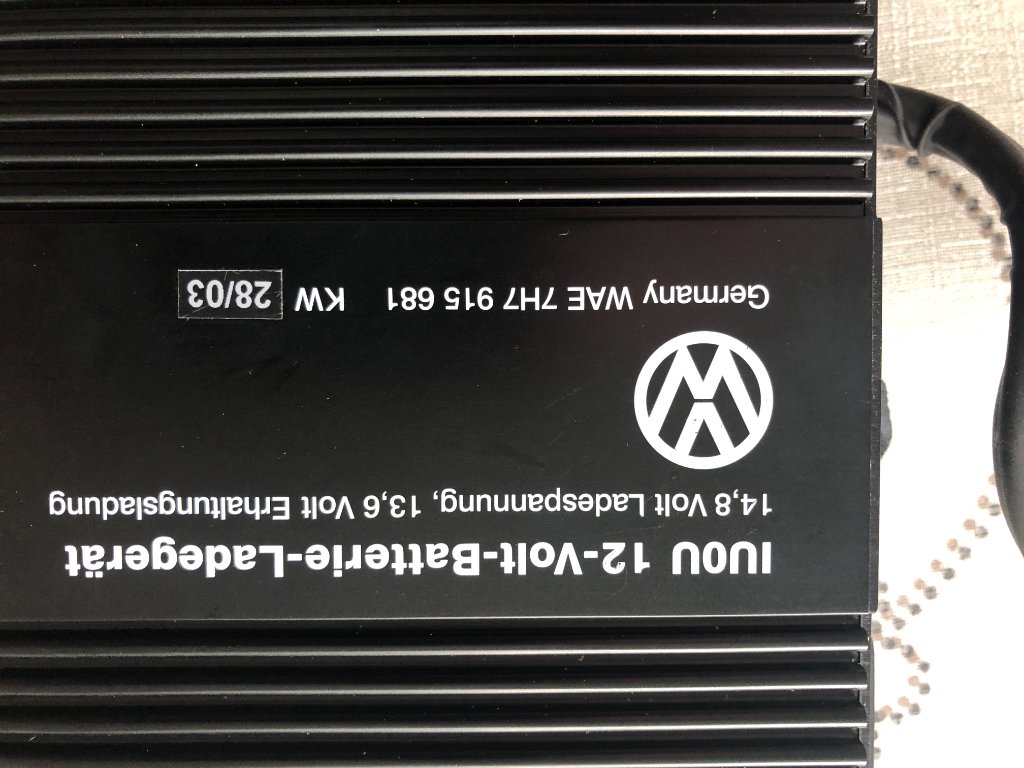 IU0U 12-Volt-Batterie-Ladegerät
14,8 Volt Ladespannung, 13,6 Volt Erhaltungsladung
Germany WAE 7H7 915 681 KW 28/03